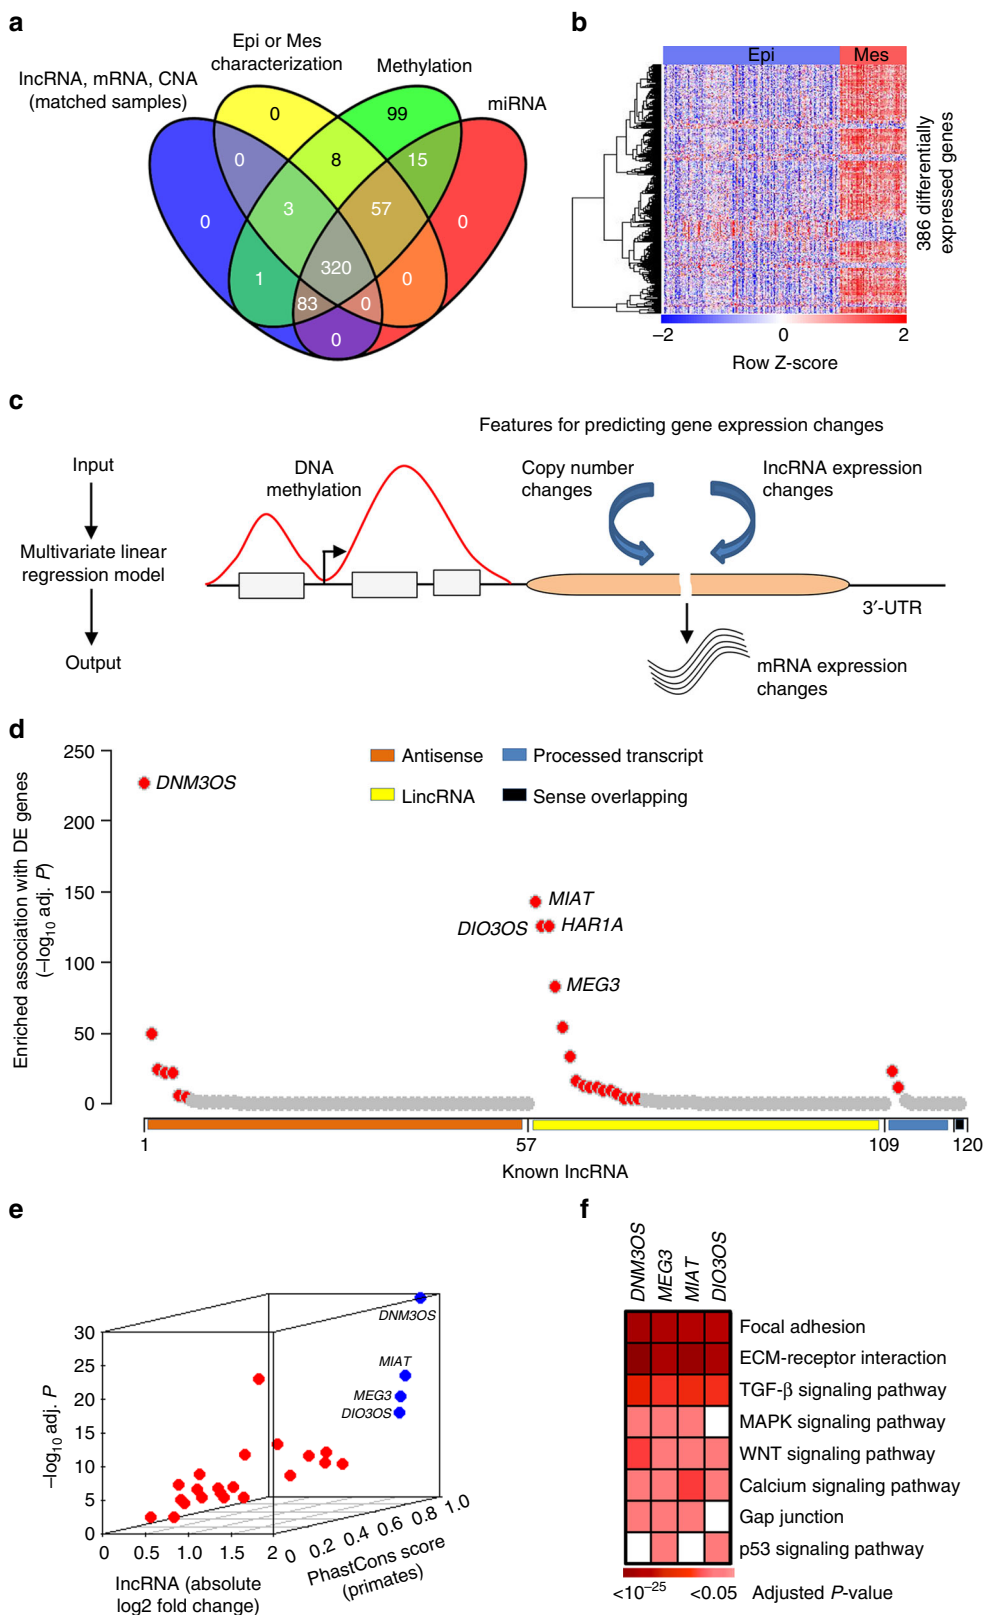 a
Epi or Mes
characterization
lncRNA, mRNA, CNA
(matched samples)
Methylation
miRNA
0
99
0
8
15
0
3
57
0
1
320
0
83
0
0
b
Epi
Mes
386 differentially
expressed genes
–2
0
2
Row Z-score
c
Features for predicting gene expression changes
Input
Multivariate linear
regression model
Output
DNA
methylation
Copy number
changes
lncRNA expression
changes
3′-UTR
mRNA expression
changes
d
Enriched association with DE genes
(–log10 adj. P)
250
200
150
100
50
0
Antisense
Processed transcript
LincRNA
Sense overlapping
DNM3OS
MIAT
DIO3OS
HAR1A
MEG3
1
57
109
120
Known lncRNA
e
–log10 adj. P
30
25
20
15
10
5
0
DNM3OS
MIAT
MEG3
DIO3OS
0
0.5
1.0
1.5
2
0
0.2
0.4
0.6
0.8
1.0
lncRNA (absolute
log2 fold change)
PhastCons score
(primates)
f
DNM3OS
MEG3
MIAT
DIO3OS
Focal adhesion
ECM-receptor interaction
TGF-β signaling pathway
MAPK signaling pathway
WNT signaling pathway
Calcium signaling pathway
Gap junction
p53 signaling pathway
<10–25
<0.05
Adjusted P-value